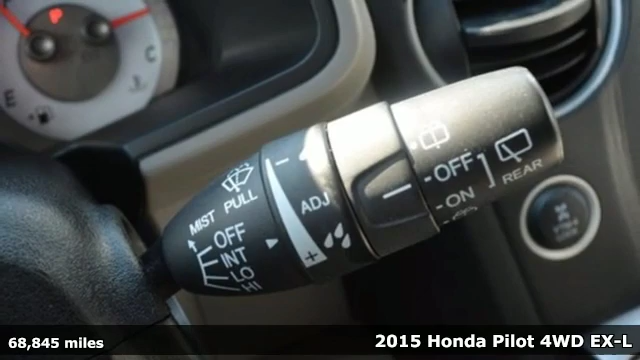 E
C
MIST PULL
OFF
INT
LO
HI
−
ADJ
+
-OFF
-ON
REAR
68,845 miles
2015 Honda Pilot 4WD EX-L